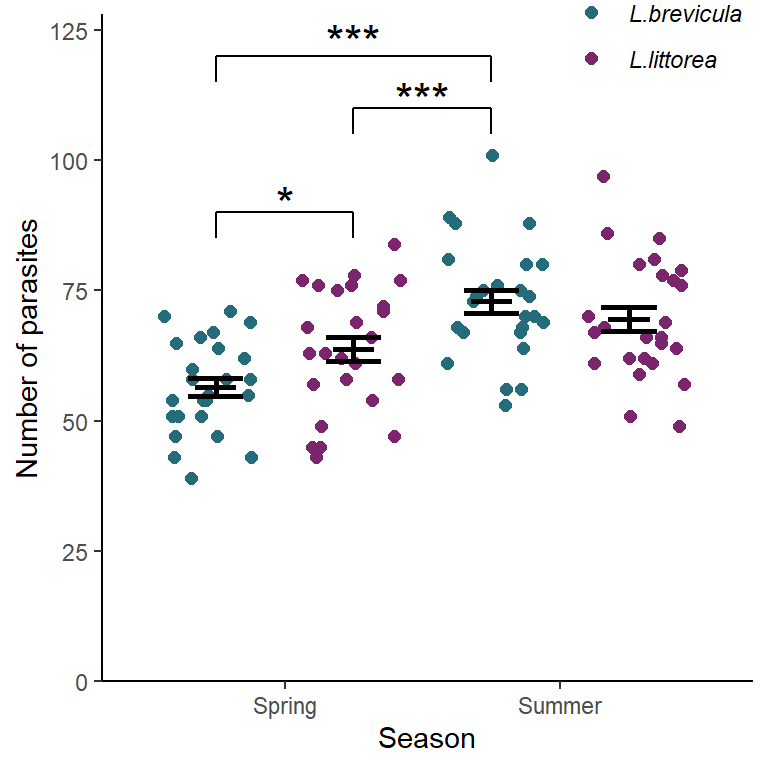 L.brevicula
L.littorea
***
***
*
125
100
75
50
25
0
Number of parasites
Spring Summer
Season